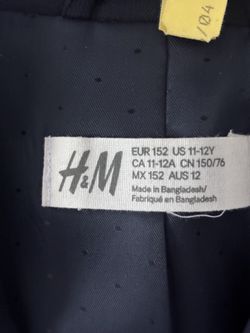 /04
H&M
EUR 152 US 11-12Y
CA 11-12A CN 150/76
MX 152 AUS 12
Made in Bangladesh/
Fabriqué en Bangladesh